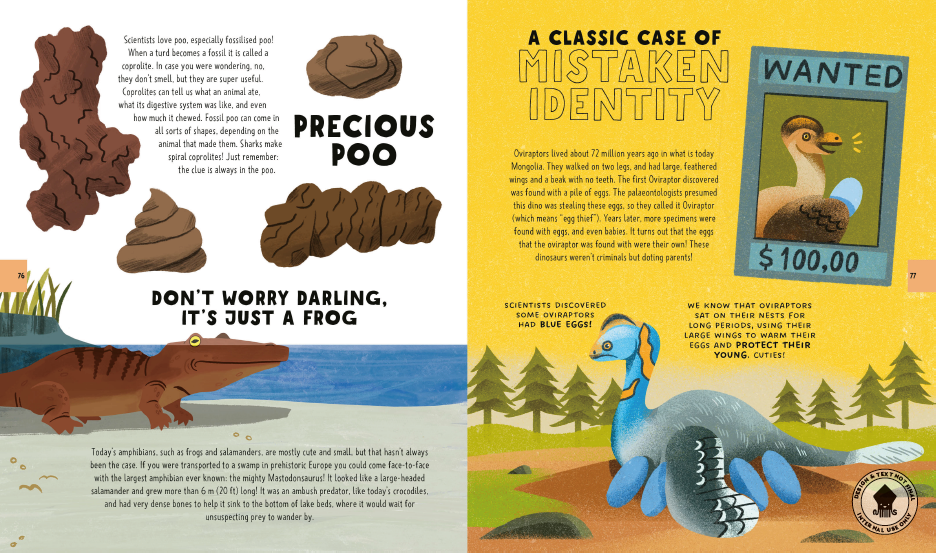 Scientists love poo, especially fossilised poo!
When a turd becomes a fossil it is called a
coprolite. In case you were wondering, no,
they don't smell, but they are super useful.
Coprolites can tell us what an animal ate,
what its digestive system was like, and even
how much it chewed. Fossil poo can come in
all sorts of shapes, depending on the
animal that made them. Sharks make
spiral coprolites! Just remember:
the clue is always in the poo.
PRECIOUS
POO
76
DON'T WORRY DARLING,
IT'S JUST A FROG
Today's amphibians, such as frogs and salamanders, are mostly cute and small, but that hasn't always
been the case. If you were transported to a swamp in prehistoric Europe you could come face-to-face
with the largest amphibian ever known: the mighty Mastodonsaurus! It looked like a large-headed
salamander and grew more than 6 m (20 ft) long! It was an ambush predator, like today's crocodiles,
and had very dense bones to help it sink to the bottom of lake beds, where it would wait for
unsuspecting prey to wander by.
A CLASSIC CASE OF
MISTAKEN
IDENTITY
Oviraptors lived about 72 million years ago in what is today
Mongolia. They walked on two legs, and had large, feathered
wings and a beak with no teeth. The first Oviraptor discovered
was found with a pile of eggs. The palaeontologists presumed
this dino was stealing these eggs, so they called it Oviraptor
(which means "egg thief"). Years later, more specimens were
found with eggs, and even babies. It turns out that the eggs
that the oviraptor was found with were their own! These
dinosaurs weren't criminals but doting parents!
WANTED
$100,00
77
SCIENTISTS DISCOVERED
SOME OVIRAPTORS
HAD BLUE EGGS!
WE KNOW THAT OVIRAPTORS
SAT ON THEIR NESTS FOR
LONG PERIODS, USING THEIR
LARGE WINGS TO WARM THEIR
EGGS AND PROTECT THEIR
YOUNG. CUTIES!
DESIGN & TEXT NOT FINAL
INTERNAL USE ONLY